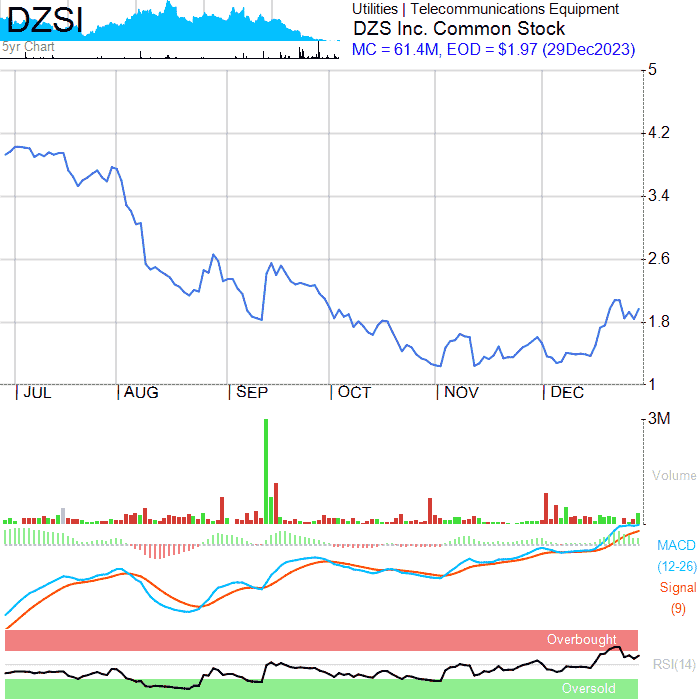 DZSI
5yr Chart
Utilities | Telecommunications Equipment
DZS Inc. Common Stock
MC = 61.4M, EOD = $1.97 (29Dec2023)
5
4.2
3.4
2.6
1.8
1
JUL AUG SEP OCT NOV DEC
3M
Volume
MACD
(12-26)
Signal
(9)
Overbought
RSI(14)
Oversold